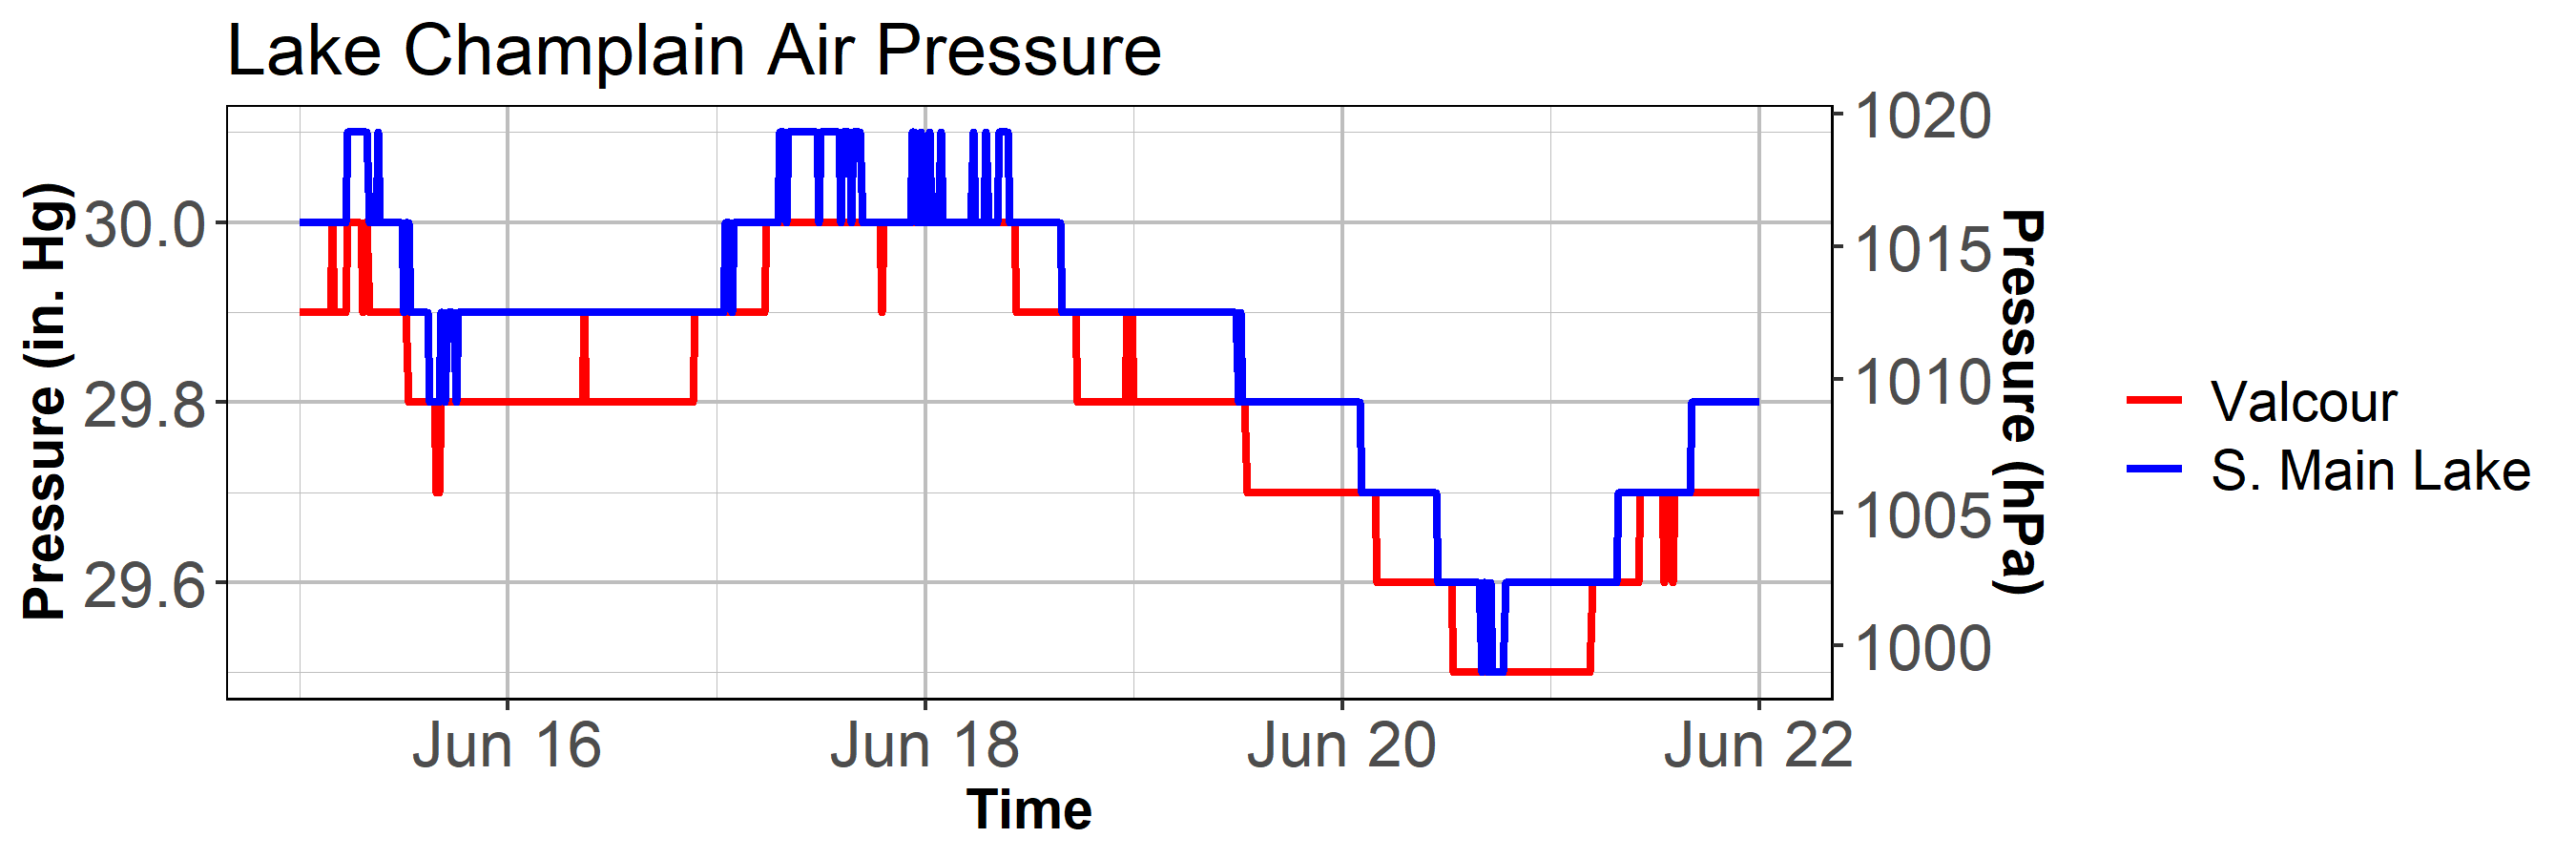 Lake Champlain Air Pressure
Pressure (in. Hg)
30.0
29.8
29.6
1020
1015
1010
1005
1000
Pressure (hPa)
Jun 16
Jun 18
Jun 20
Jun 22
Time
Valcour
S. Main Lake